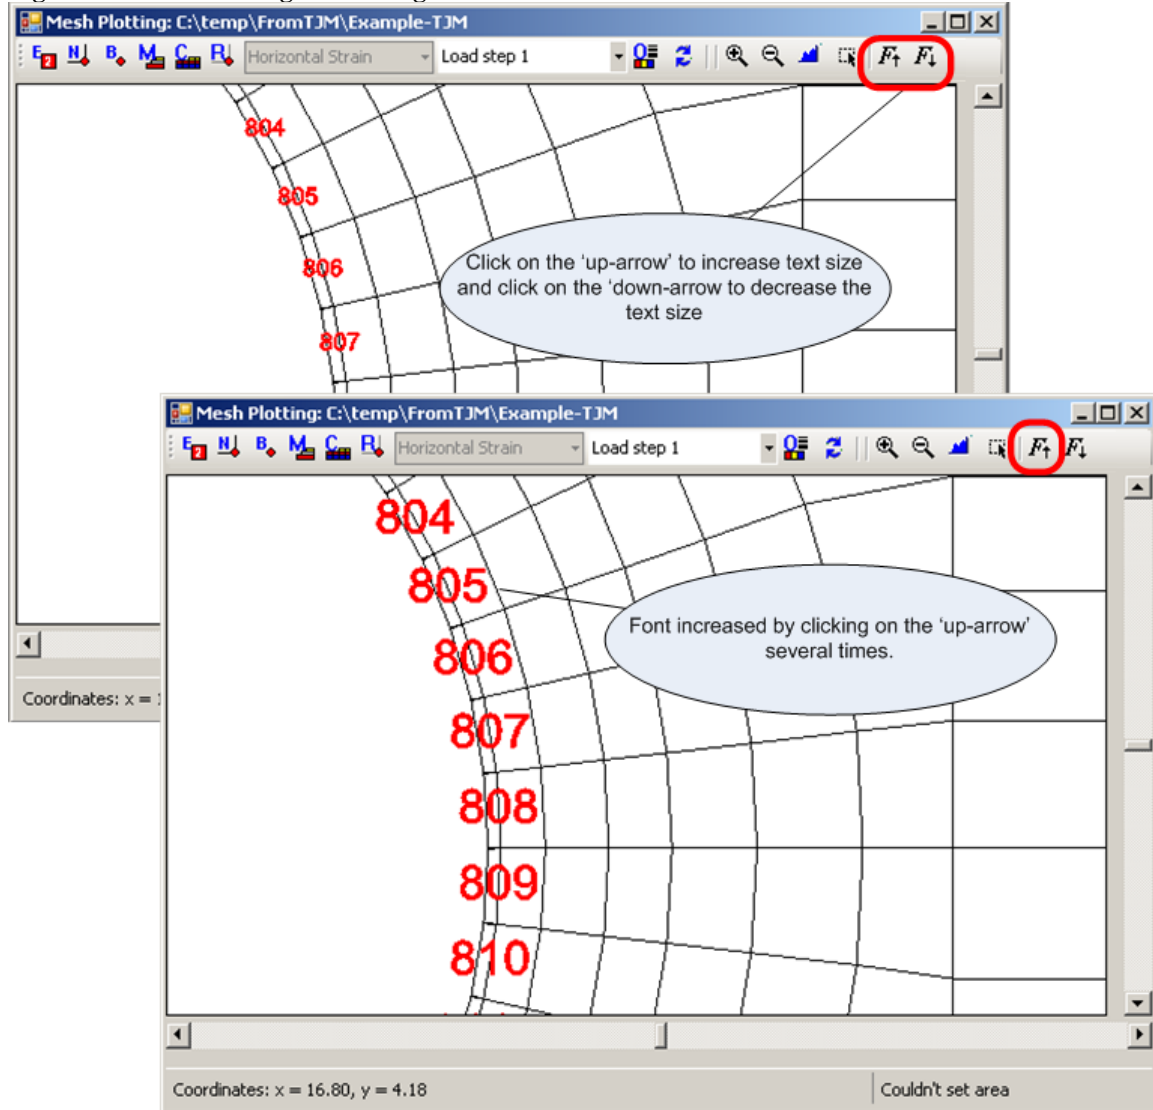 Mesh Plotting: C:\temp\FromTJM\Example-TJM
E 2 N B M C R Horizontal Strain Load step 1 O F F
804
805
806
807
Click on the ‘up-arrow’ to increase text size
and click on the ‘down-arrow to decrease the
text size
Coordinates: x =
Mesh Plotting: C:\temp\FromTJM\Example-TJM
E 2 N B M C R Horizontal Strain Load step 1 O F F
804
805
806
807
808
809
810
Font increased by clicking on the ‘up-arrow’
several times.
Coordinates: x = 16.80, y = 4.18 Couldn't set area